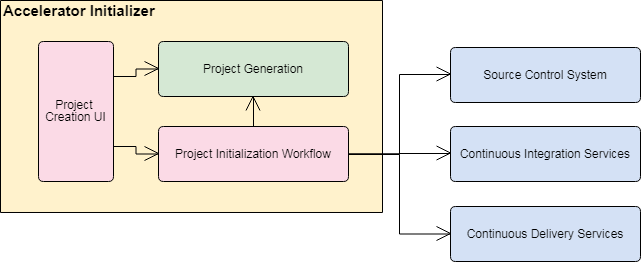 Accelerator Initializer
Project
Creation UI
Project Generation
Project Initialization Workflow
Source Control System
Continuous Integration Services
Continuous Delivery Services